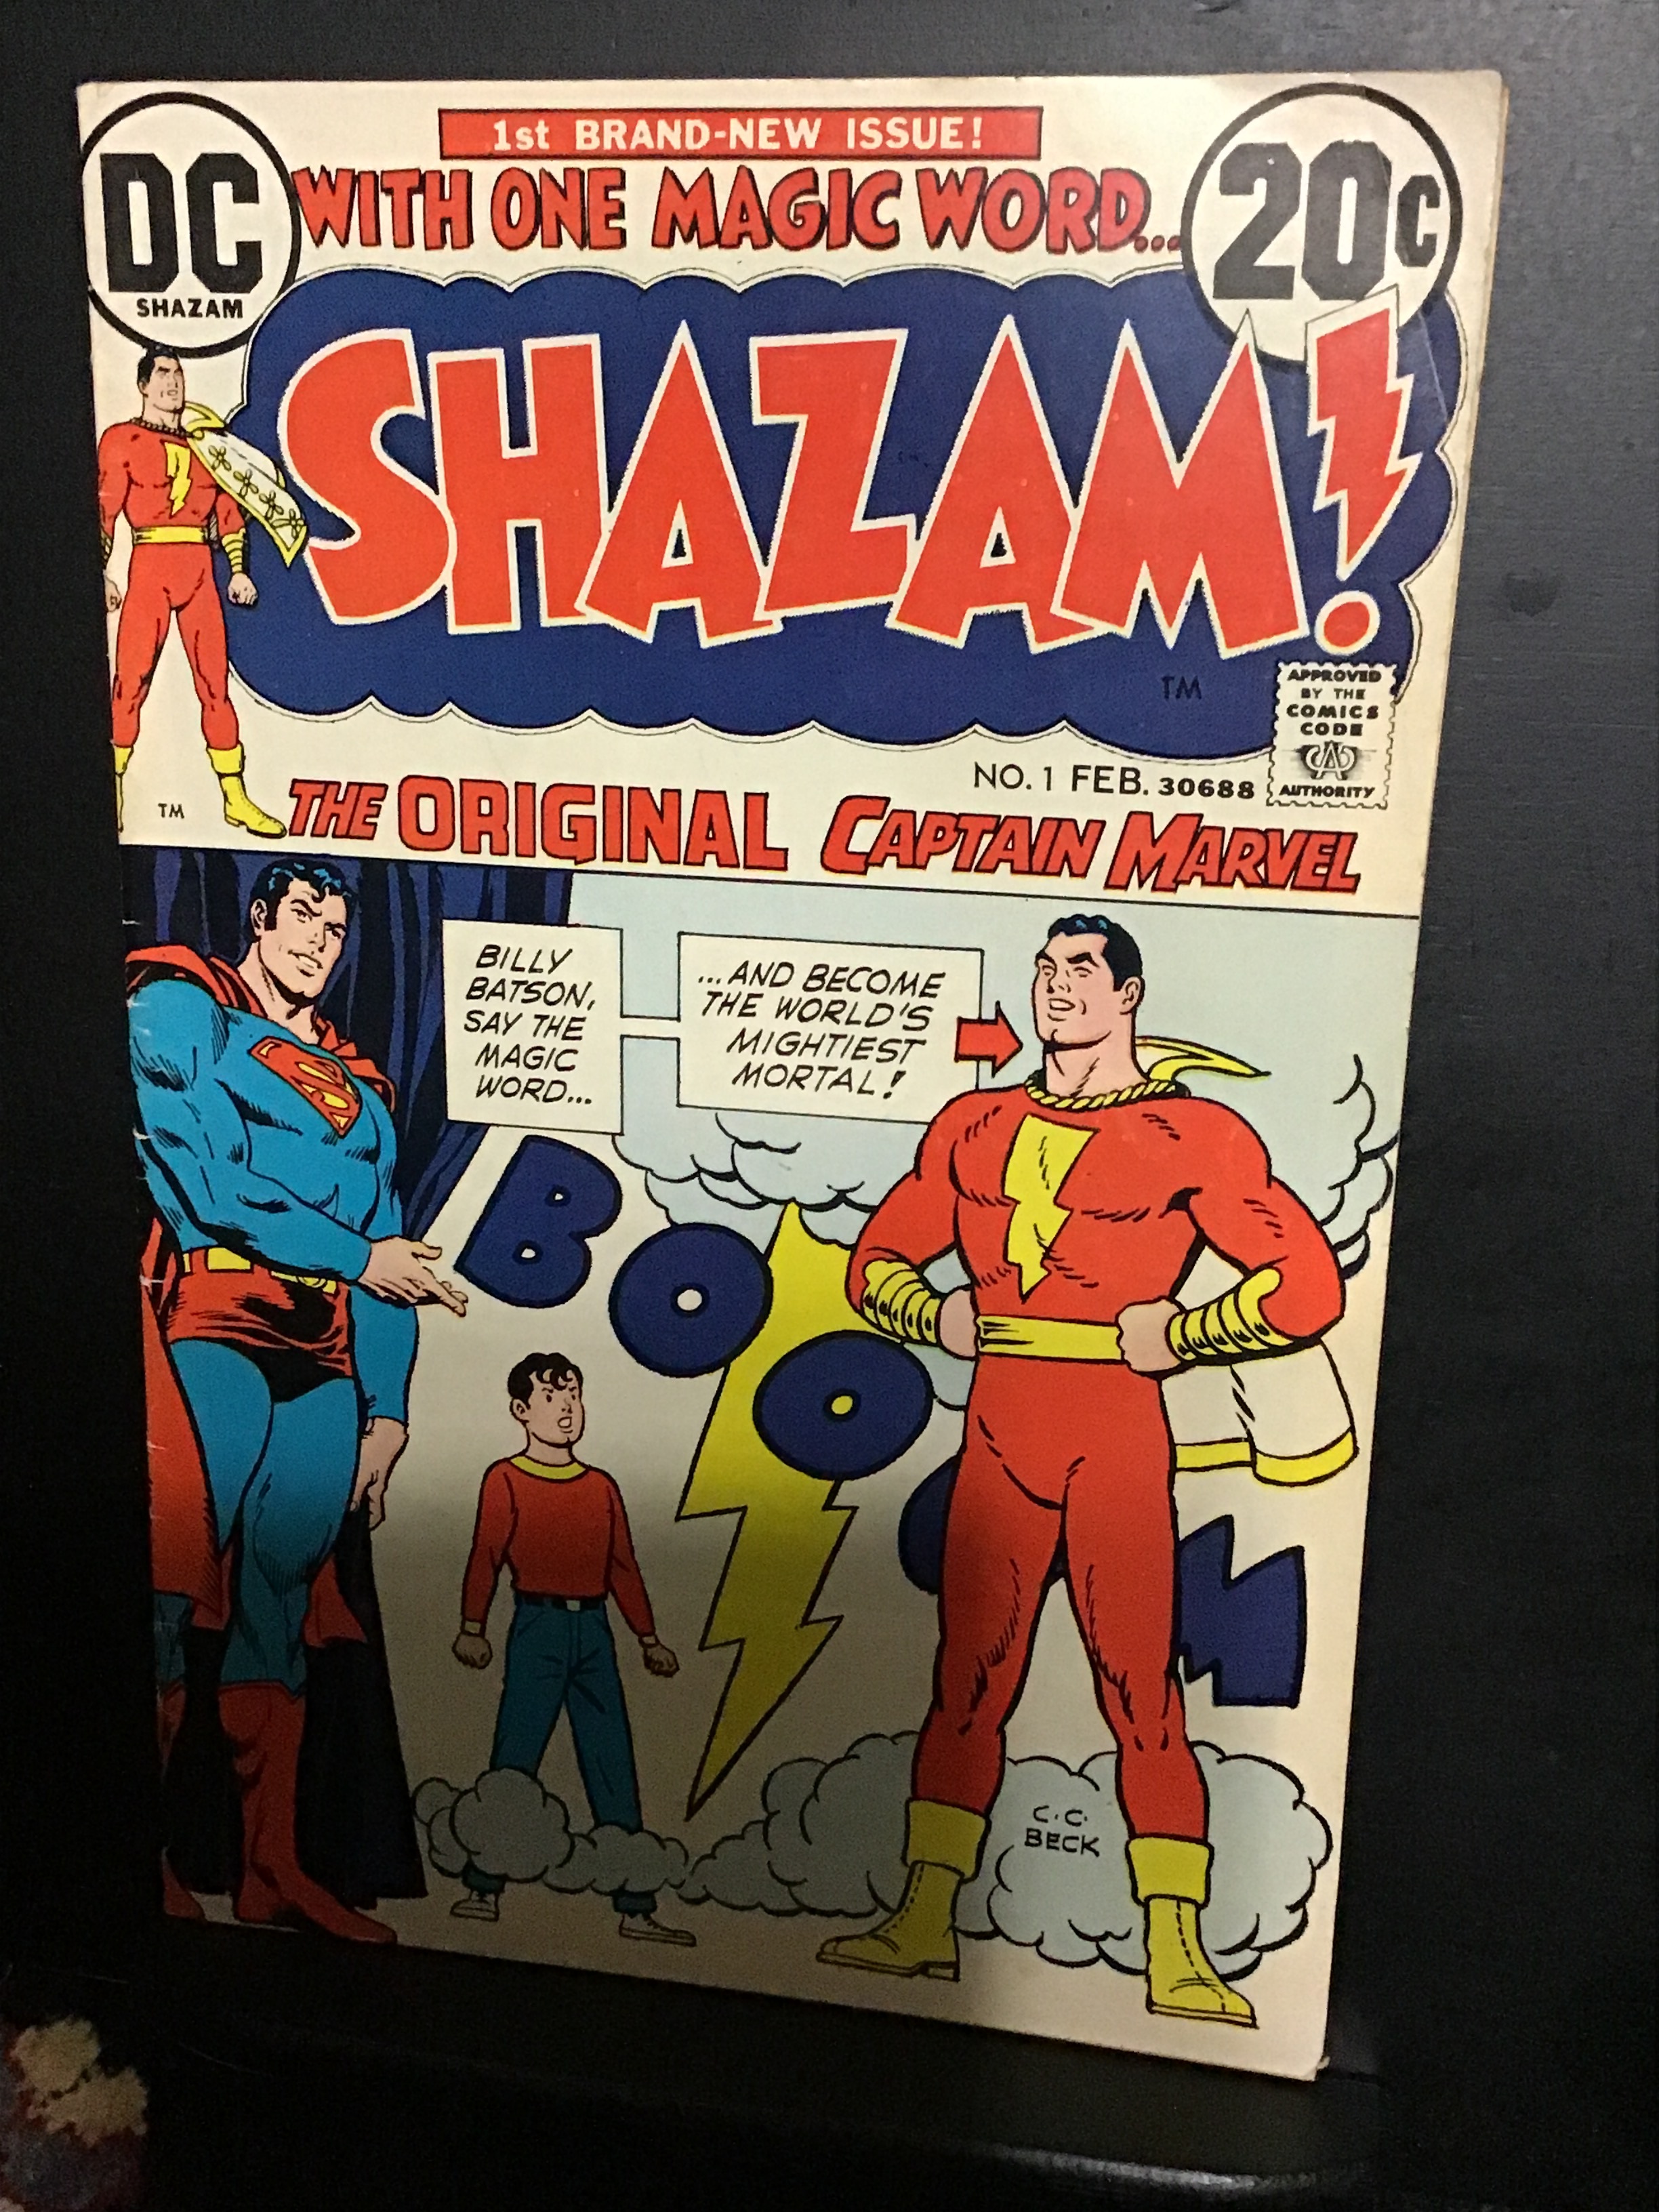 1st BRAND-NEW ISSUE!
DC
SHAZAM
WITH ONE MAGIC WORD...
20c
SHAZAM!
TM
APPROVED
BY THE
COMICS
CODE
CA
AUTHORITY
NO. 1 FEB. 30688
TM
THE ORIGINAL CAPTAIN MARVEL
BILLY
BATSON,
SAY THE
MAGIC
WORD...
...AND BECOME
THE WORLD'S
MIGHTIEST
MORTAL!
S
BOOOM
C.C.
BECK